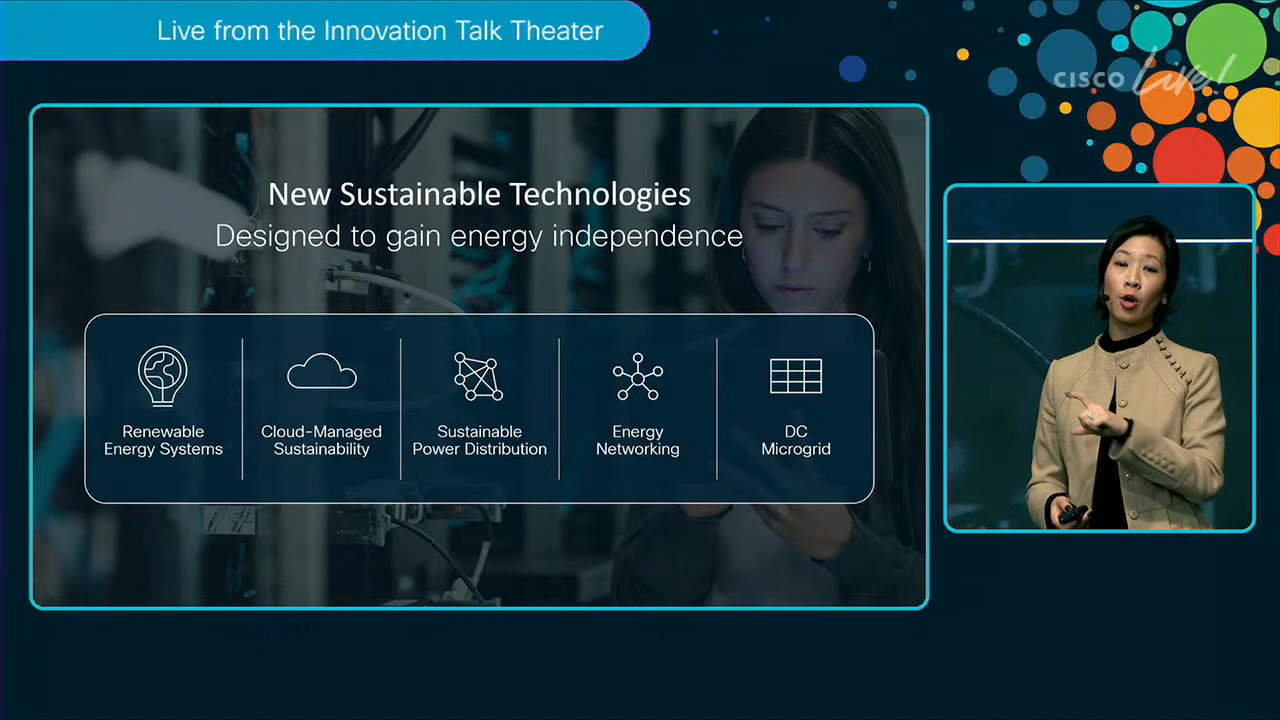 Live from the Innovation Talk Theater
CISCO Live!
New Sustainable Technologies
Designed to gain energy independence
Renewable
Energy Systems
Cloud-Managed
Sustainability
Sustainable
Power Distribution
Energy
Networking
DC
Microgrid